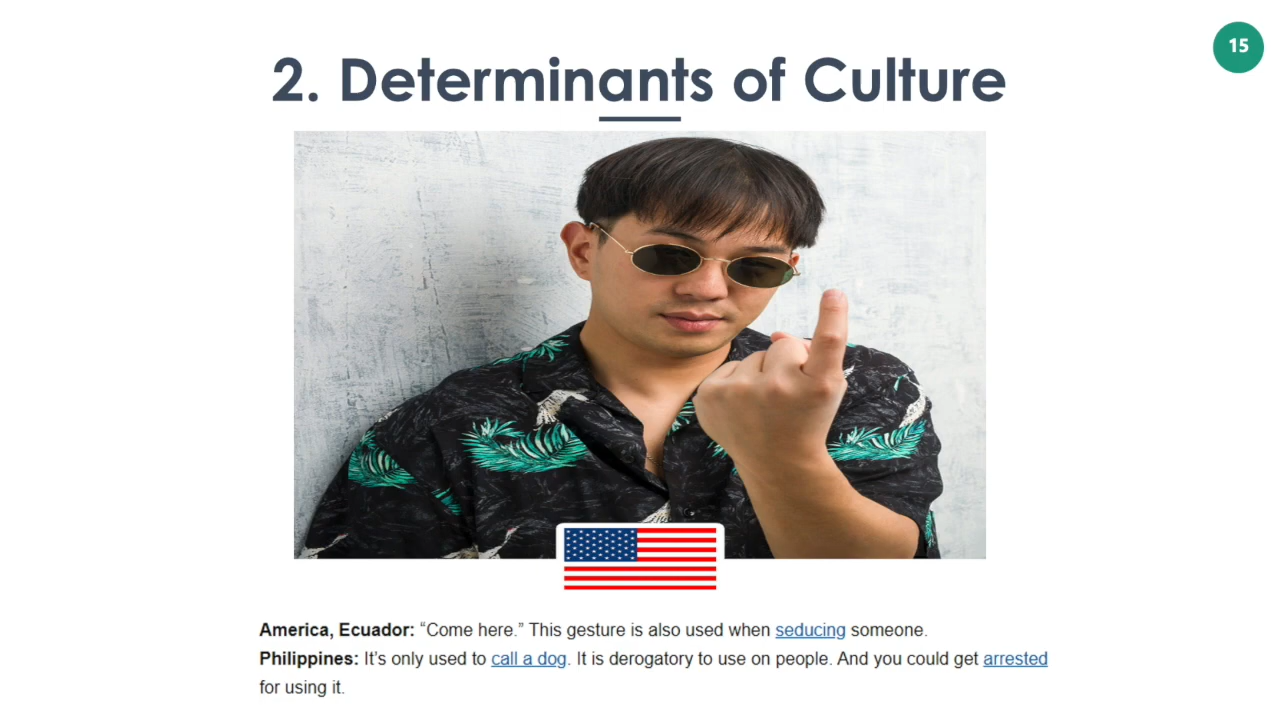 15
2. Determinants of Culture
America, Ecuador: “Come here.” This gesture is also used when seducing someone.
Philippines: It’s only used to call a dog. It is derogatory to use on people. And you could get arrested
for using it.